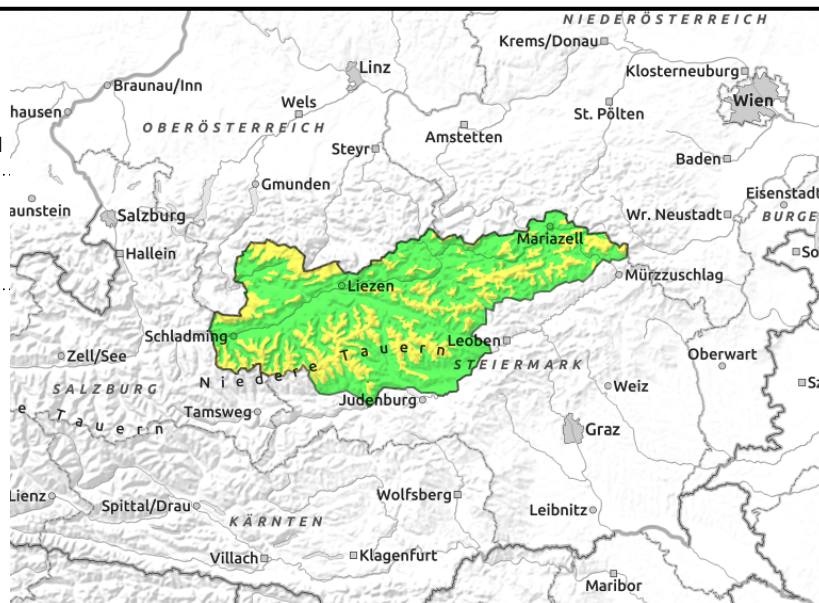 NIEDERÖSTERREICH
Krems/Donau
Linz
Klosterneuburg
Braunau/Inn
Wels
Wien
hausen
St. Pölten
OBERÖSTERREICH
Amstetten
Steyr
Baden
Gmunden
Eisenstadt
aunstein
Salzburg
Wr. Neustadt
BURGE
Mariazell
Hallein
So
Mürzzuschlag
Liezen
Schladming
Leoben
Zell/See
Niedere Tauern
STEIERMARK
Oberwart
SALZBURG
Weiz
Sz
Tamsweg
Judenburg
e Tauern
Graz
Lienz
Wolfsberg
Spittal/Drau
Leibnitz
KÄRNTEN
Villach
Klagenfurt
Maribor